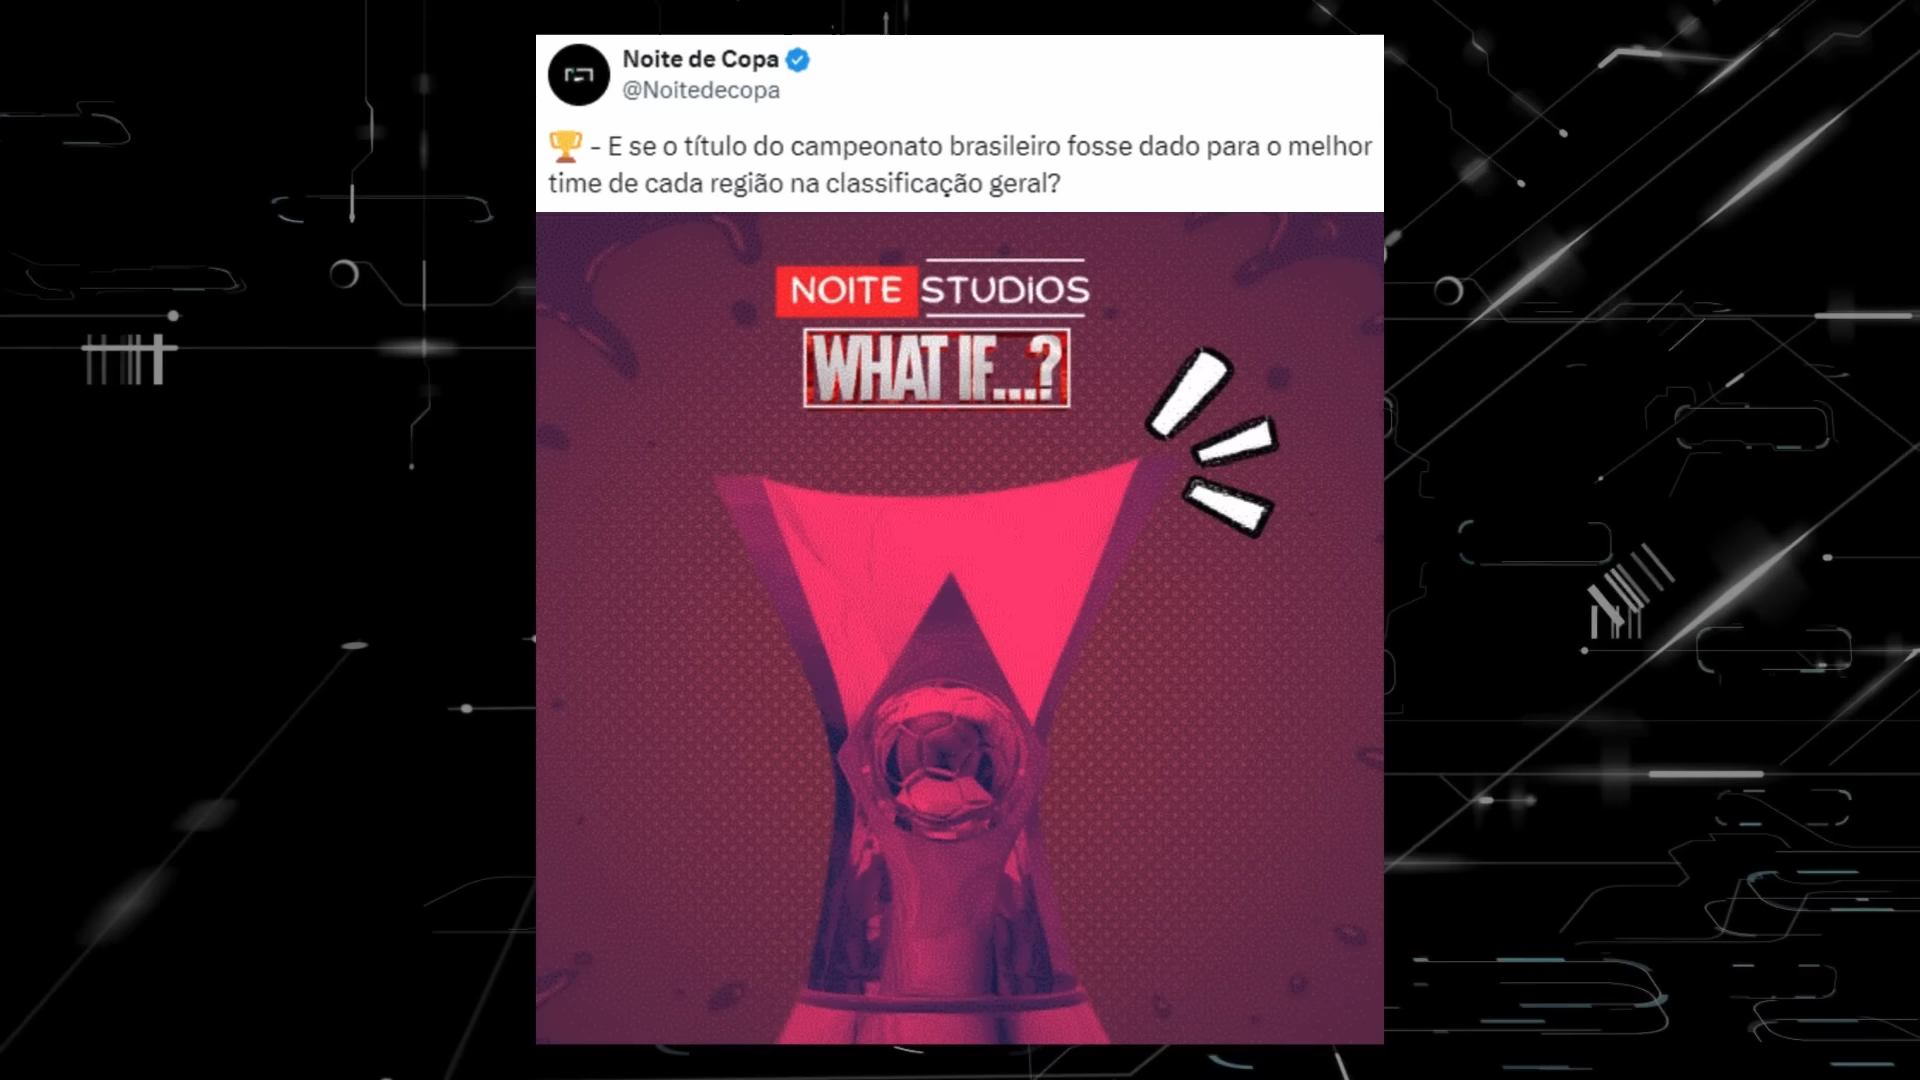 Noite de Copa
@Noitedecopa
🏆 - E se o título do campeonato brasileiro fosse dado para o melhor
time de cada região na classificação geral?
NOITE STUDiOS
WHAT IF...?